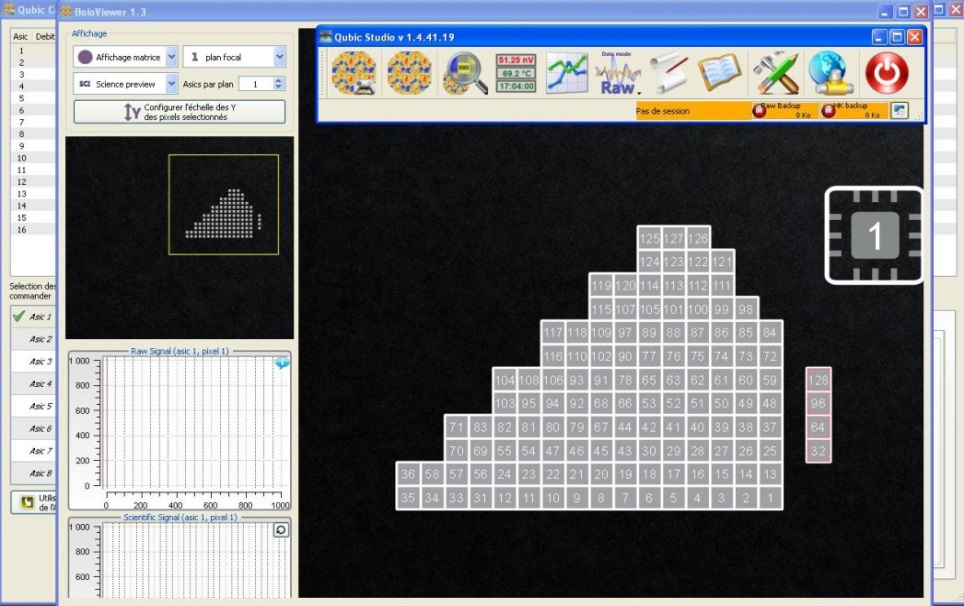 Qubic C
BoloViewer 1.3
Asic Debit
1
2
3
4
5
6
7
8
9
10
11
12
13
14
15
16
Selection des
commander
Asic 1
Asic 2
Asic 3
Asic 4
Asic 5
Asic 6
Asic 7
Asic 8
Utilis
de l'A
Affichage
Affichage matrice
1 plan focal
SCI Science preview
Asics par plan 1
Configurer l'échelle des Y
des pixels selectionnés
Raw Signal (asic 1, pixel 1)
1 000
800
600
400
200
0
0 200 400 600 800 1000
Scientific Signal (asic 1, pixel 1)
1 000
800
600
Qubic Studio v 1.4.41.19
51.25 mV
69.2 °C
17:04:00
Data mode
Raw
Pas de session
Raw Backup
0 Ko
HK backup
0 Ko
1
125 127 126
124 123 122 121
119 120 114 113 112 111
115 107 105 101 100 99 98
117 118 109 97 89 88 87 86 85 84
116 110 102 90 77 76 75 74 73 72
104 108 106 93 91 78 65 63 62 61 60 59 128
103 95 94 92 68 66 53 52 51 50 49 48 96
71 83 82 81 80 79 67 44 42 41 40 39 38 37 64
70 69 55 54 47 46 45 43 30 29 28 27 26 25 32
36 58 57 56 24 23 22 21 20 19 18 17 16 15 14 13
35 34 33 31 12 11 10 9 8 7 6 5 4 3 2 1